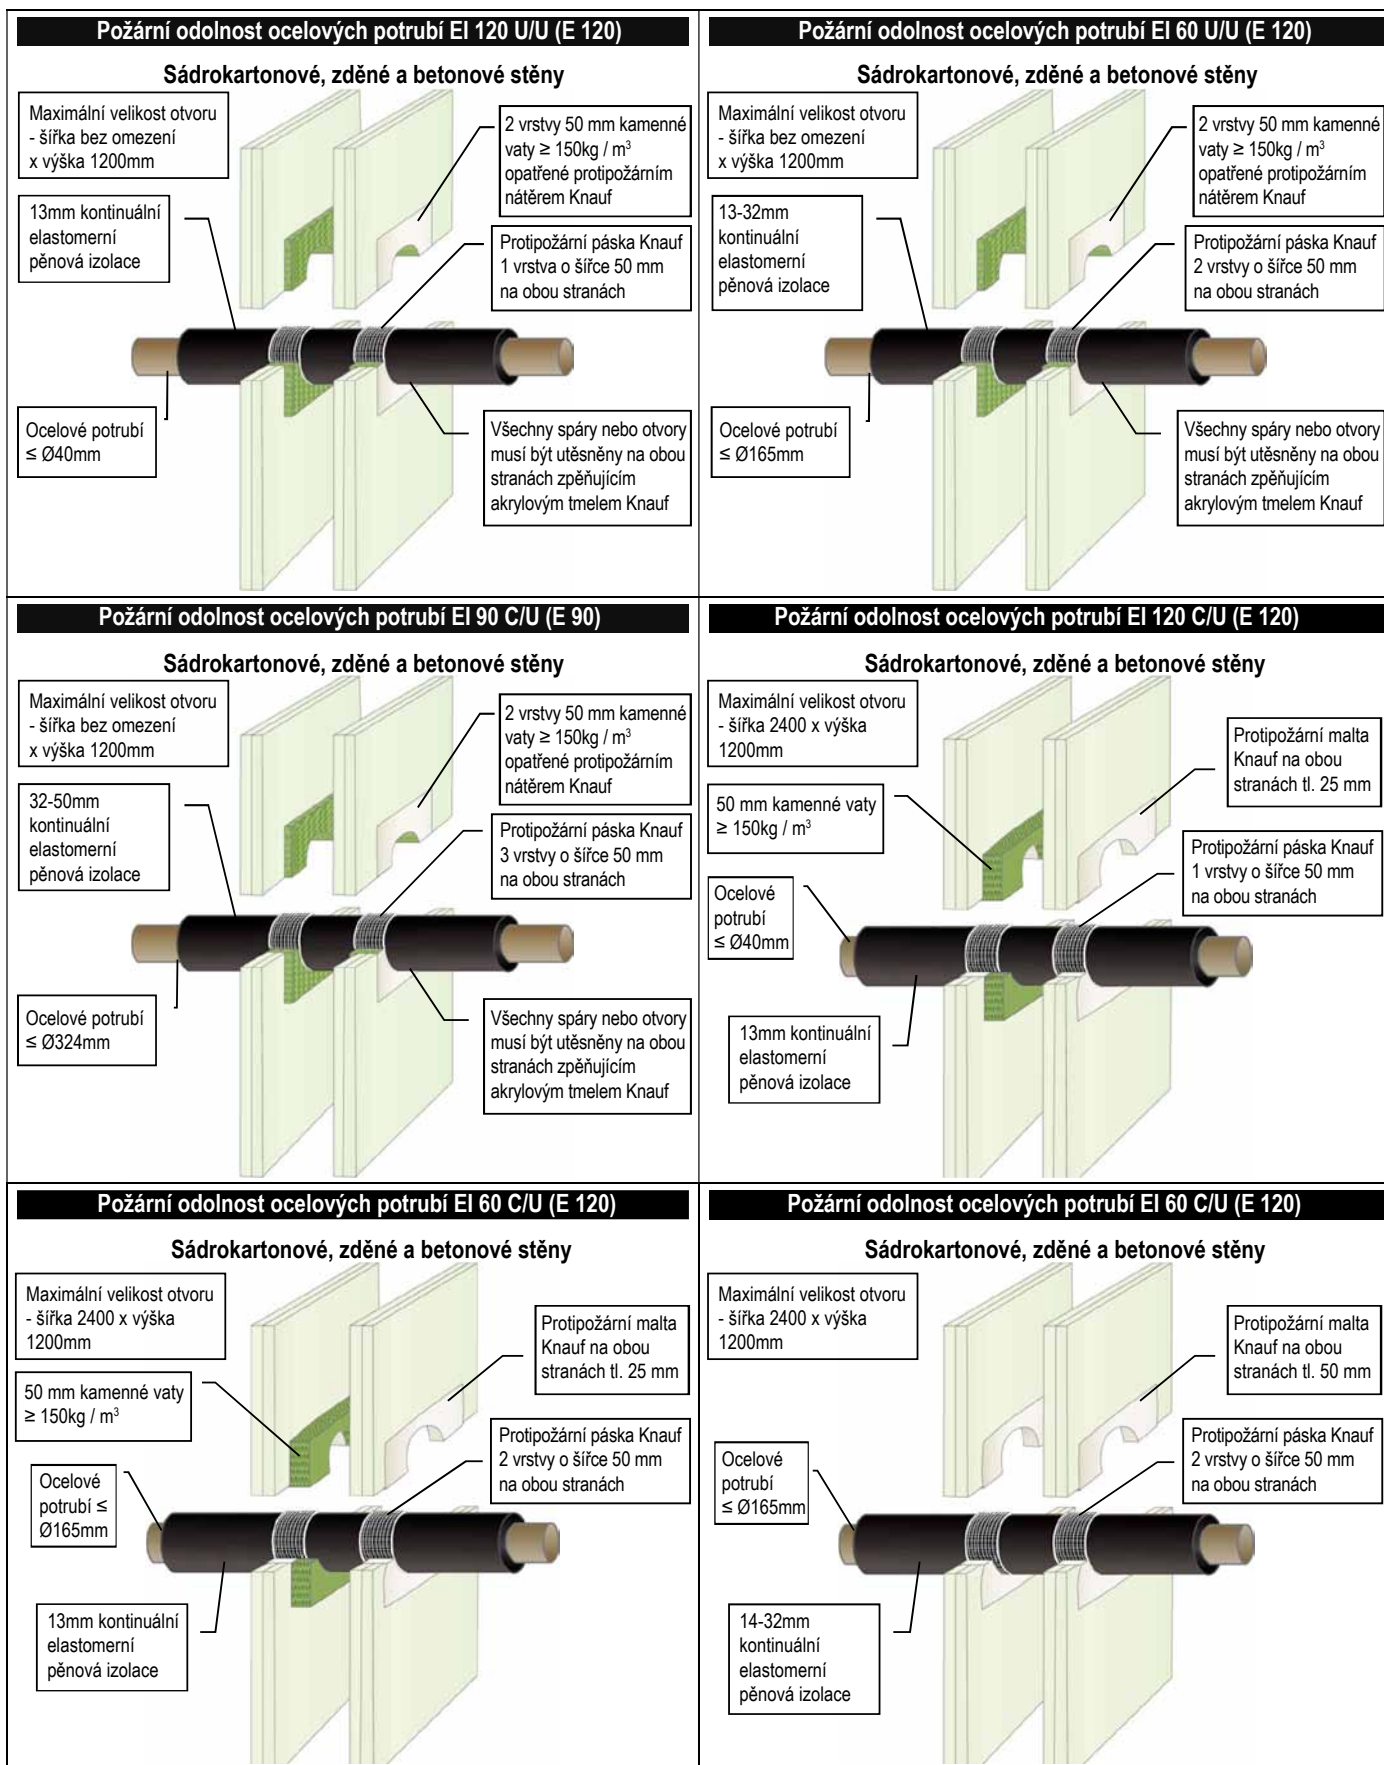 Požární odolnost ocelových potrubí EI 120 U/U (E 120)
Sádrokartonové, zděné a betonové stěny
Maximální velikost otvoru
- šířka bez omezení
x výška 1200mm
2 vrstvy 50 mm kamenné
vaty ≥ 150kg / m³
opatřené protipožárním
nátěrem Knauf
13mm kontinuální
elastomerní
pěnová izolace
Protipožární páska Knauf
1 vrstva o šířce 50 mm
na obou stranách
Ocelové potrubí
≤ Ø40mm
Všechny spáry nebo otvory
musí být utěsněny na obou
stranách zpěňujícím
akrylovým tmelem Knauf
Požární odolnost ocelových potrubí EI 60 U/U (E 120)
Sádrokartonové, zděné a betonové stěny
Maximální velikost otvoru
- šířka bez omezení
x výška 1200mm
2 vrstvy 50 mm kamenné
vaty ≥ 150kg / m³
opatřené protipožárním
nátěrem Knauf
13-32mm
kontinuální
elastomerní
pěnová izolace
Protipožární páska Knauf
2 vrstvy o šířce 50 mm
na obou stranách
Ocelové potrubí
≤ Ø165mm
Všechny spáry nebo otvory
musí být utěsněny na obou
stranách zpěňujícím
akrylovým tmelem Knauf
Požární odolnost ocelových potrubí EI 90 C/U (E 90)
Sádrokartonové, zděné a betonové stěny
Maximální velikost otvoru
- šířka bez omezení
x výška 1200mm
2 vrstvy 50 mm kamenné
vaty ≥ 150kg / m³
opatřené protipožárním
nátěrem Knauf
32-50mm
kontinuální
elastomerní
pěnová izolace
Protipožární páska Knauf
3 vrstvy o šířce 50 mm
na obou stranách
Ocelové potrubí
≤ Ø324mm
Všechny spáry nebo otvory
musí být utěsněny na obou
stranách zpěňujícím
akrylovým tmelem Knauf
Požární odolnost ocelových potrubí EI 120 C/U (E 120)
Sádrokartonové, zděné a betonové stěny
Maximální velikost otvoru
- šířka 2400 x výška
1200mm
Protipožární malta
Knauf na obou
stranách tl. 25 mm
50 mm kamenné vaty
≥ 150kg / m³
Protipožární páska Knauf
1 vrstvy o šířce 50 mm
na obou stranách
Ocelové
potrubí
≤ Ø40mm
13mm kontinuální
elastomerní
pěnová izolace
Požární odolnost ocelových potrubí EI 60 C/U (E 120)
Sádrokartonové, zděné a betonové stěny
Maximální velikost otvoru
- šířka 2400 x výška
1200mm
Protipožární malta
Knauf na obou
stranách tl. 25 mm
50 mm kamenné vaty
≥ 150kg / m³
Protipožární páska Knauf
2 vrstvy o šířce 50 mm
na obou stranách
Ocelové
potrubí ≤
Ø165mm
13mm kontinuální
elastomerní
pěnová izolace
Požární odolnost ocelových potrubí EI 60 C/U (E 120)
Sádrokartonové, zděné a betonové stěny
Maximální velikost otvoru
- šířka 2400 x výška
1200mm
Protipožární malta
Knauf na obou
stranách tl. 50 mm
Protipožární páska Knauf
2 vrstvy o šířce 50 mm
na obou stranách
Ocelové
potrubí
≤ Ø165mm
14-32mm
kontinuální
elastomerní
pěnová izolace